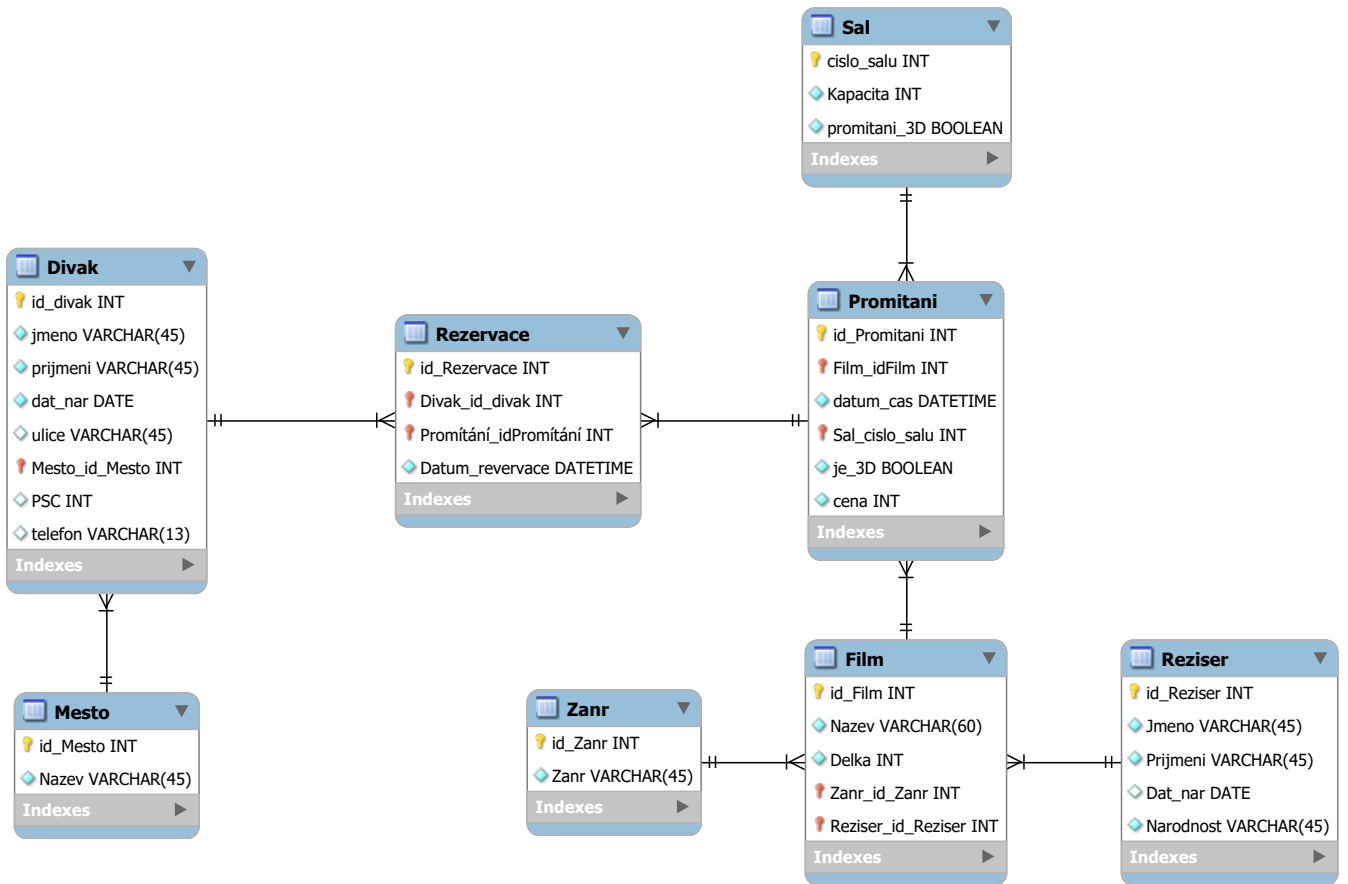 Sal
cislo_salu INT
Kapacita INT
promitani_3D BOOLEAN
Indexes
Divak
id_divak INT
jmeno VARCHAR(45)
prijmeni VARCHAR(45)
dat_nar DATE
ulice VARCHAR(45)
Mesto_id_Mesto INT
PSC INT
telefon VARCHAR(13)
Indexes
Rezervace
id_Rezervace INT
Divak_id_divak INT
Promítání_idPromítání INT
Datum_revervace DATETIME
Indexes
Promitani
id_Promitani INT
Film_idFilm INT
datum_cas DATETIME
Sal_cislo_salu INT
je_3D BOOLEAN
cena INT
Indexes
Mesto
id_Mesto INT
Nazev VARCHAR(45)
Indexes
Zanr
id_Zanr INT
Zanr VARCHAR(45)
Indexes
Film
id_Film INT
Nazev VARCHAR(60)
Delka INT
Zanr_id_Zanr INT
Reziser_id_Reziser INT
Indexes
Reziser
id_Reziser INT
Jmeno VARCHAR(45)
Prijmeni VARCHAR(45)
Dat_nar DATE
Narodnost VARCHAR(45)
Indexes